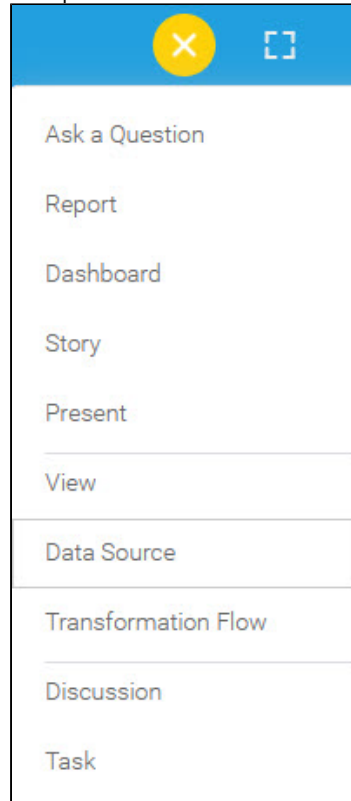 Ask a Question
Report
Dashboard
Story
Present
View
Data Source
Transformation Flow
Discussion
Task